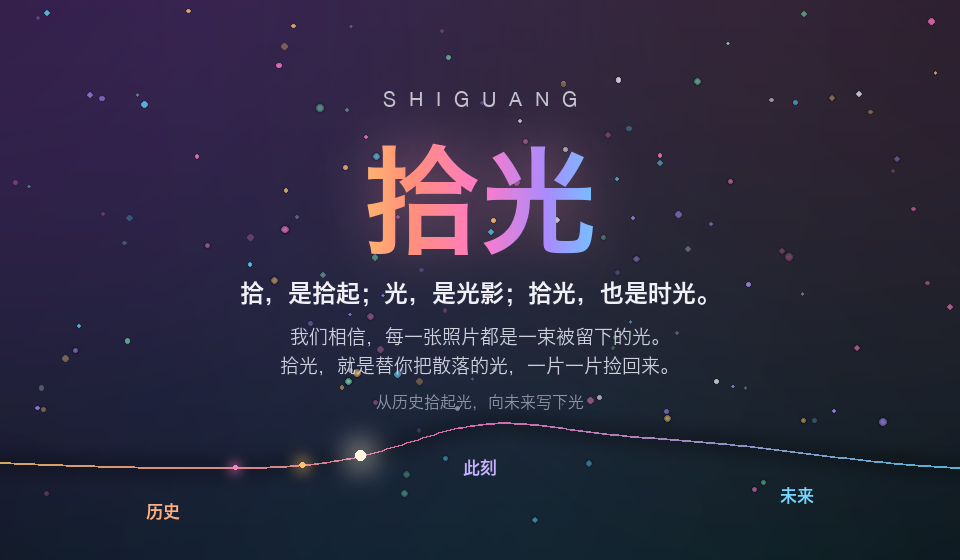 SHIGUANG
拾光
拾，是拾起；光，是光影；拾光，也是时光。
我们相信，每一张照片都是一束被留下的光。
拾光，就是替你把散落的光，一片一片捡回来。
从历史拾起光，向未来写下光
此刻
未来
历史